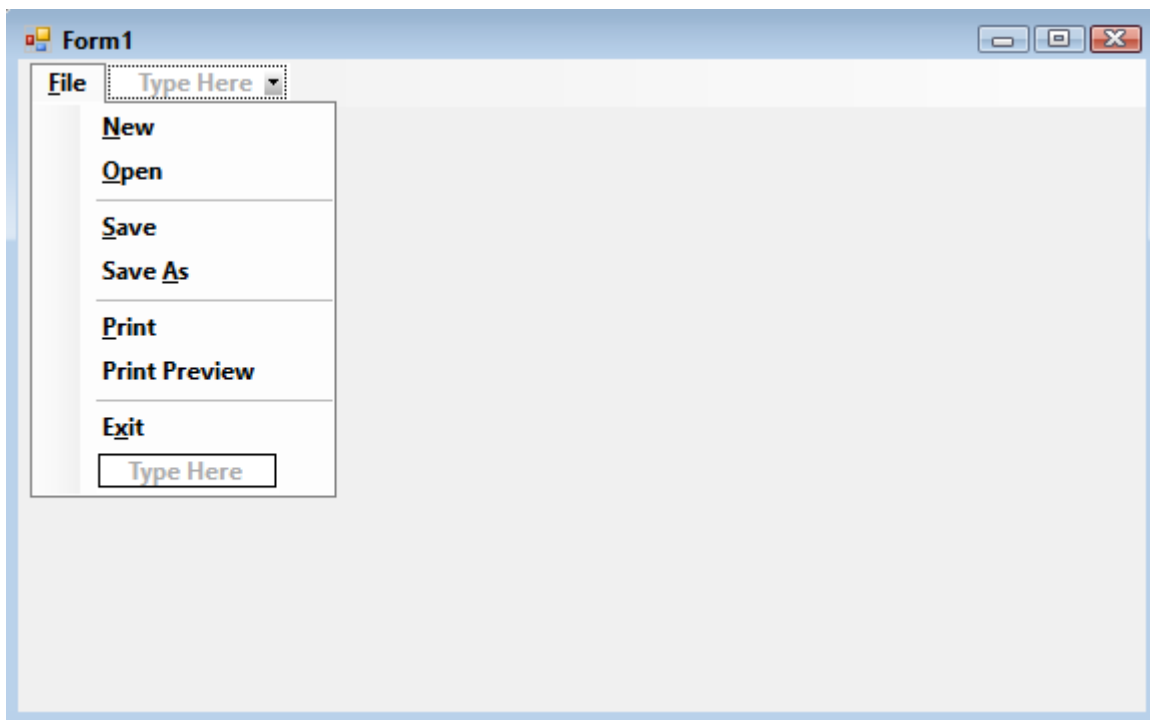 Form1
File Type Here
New
Open
Save
Save As
Print
Print Preview
Exit
Type Here